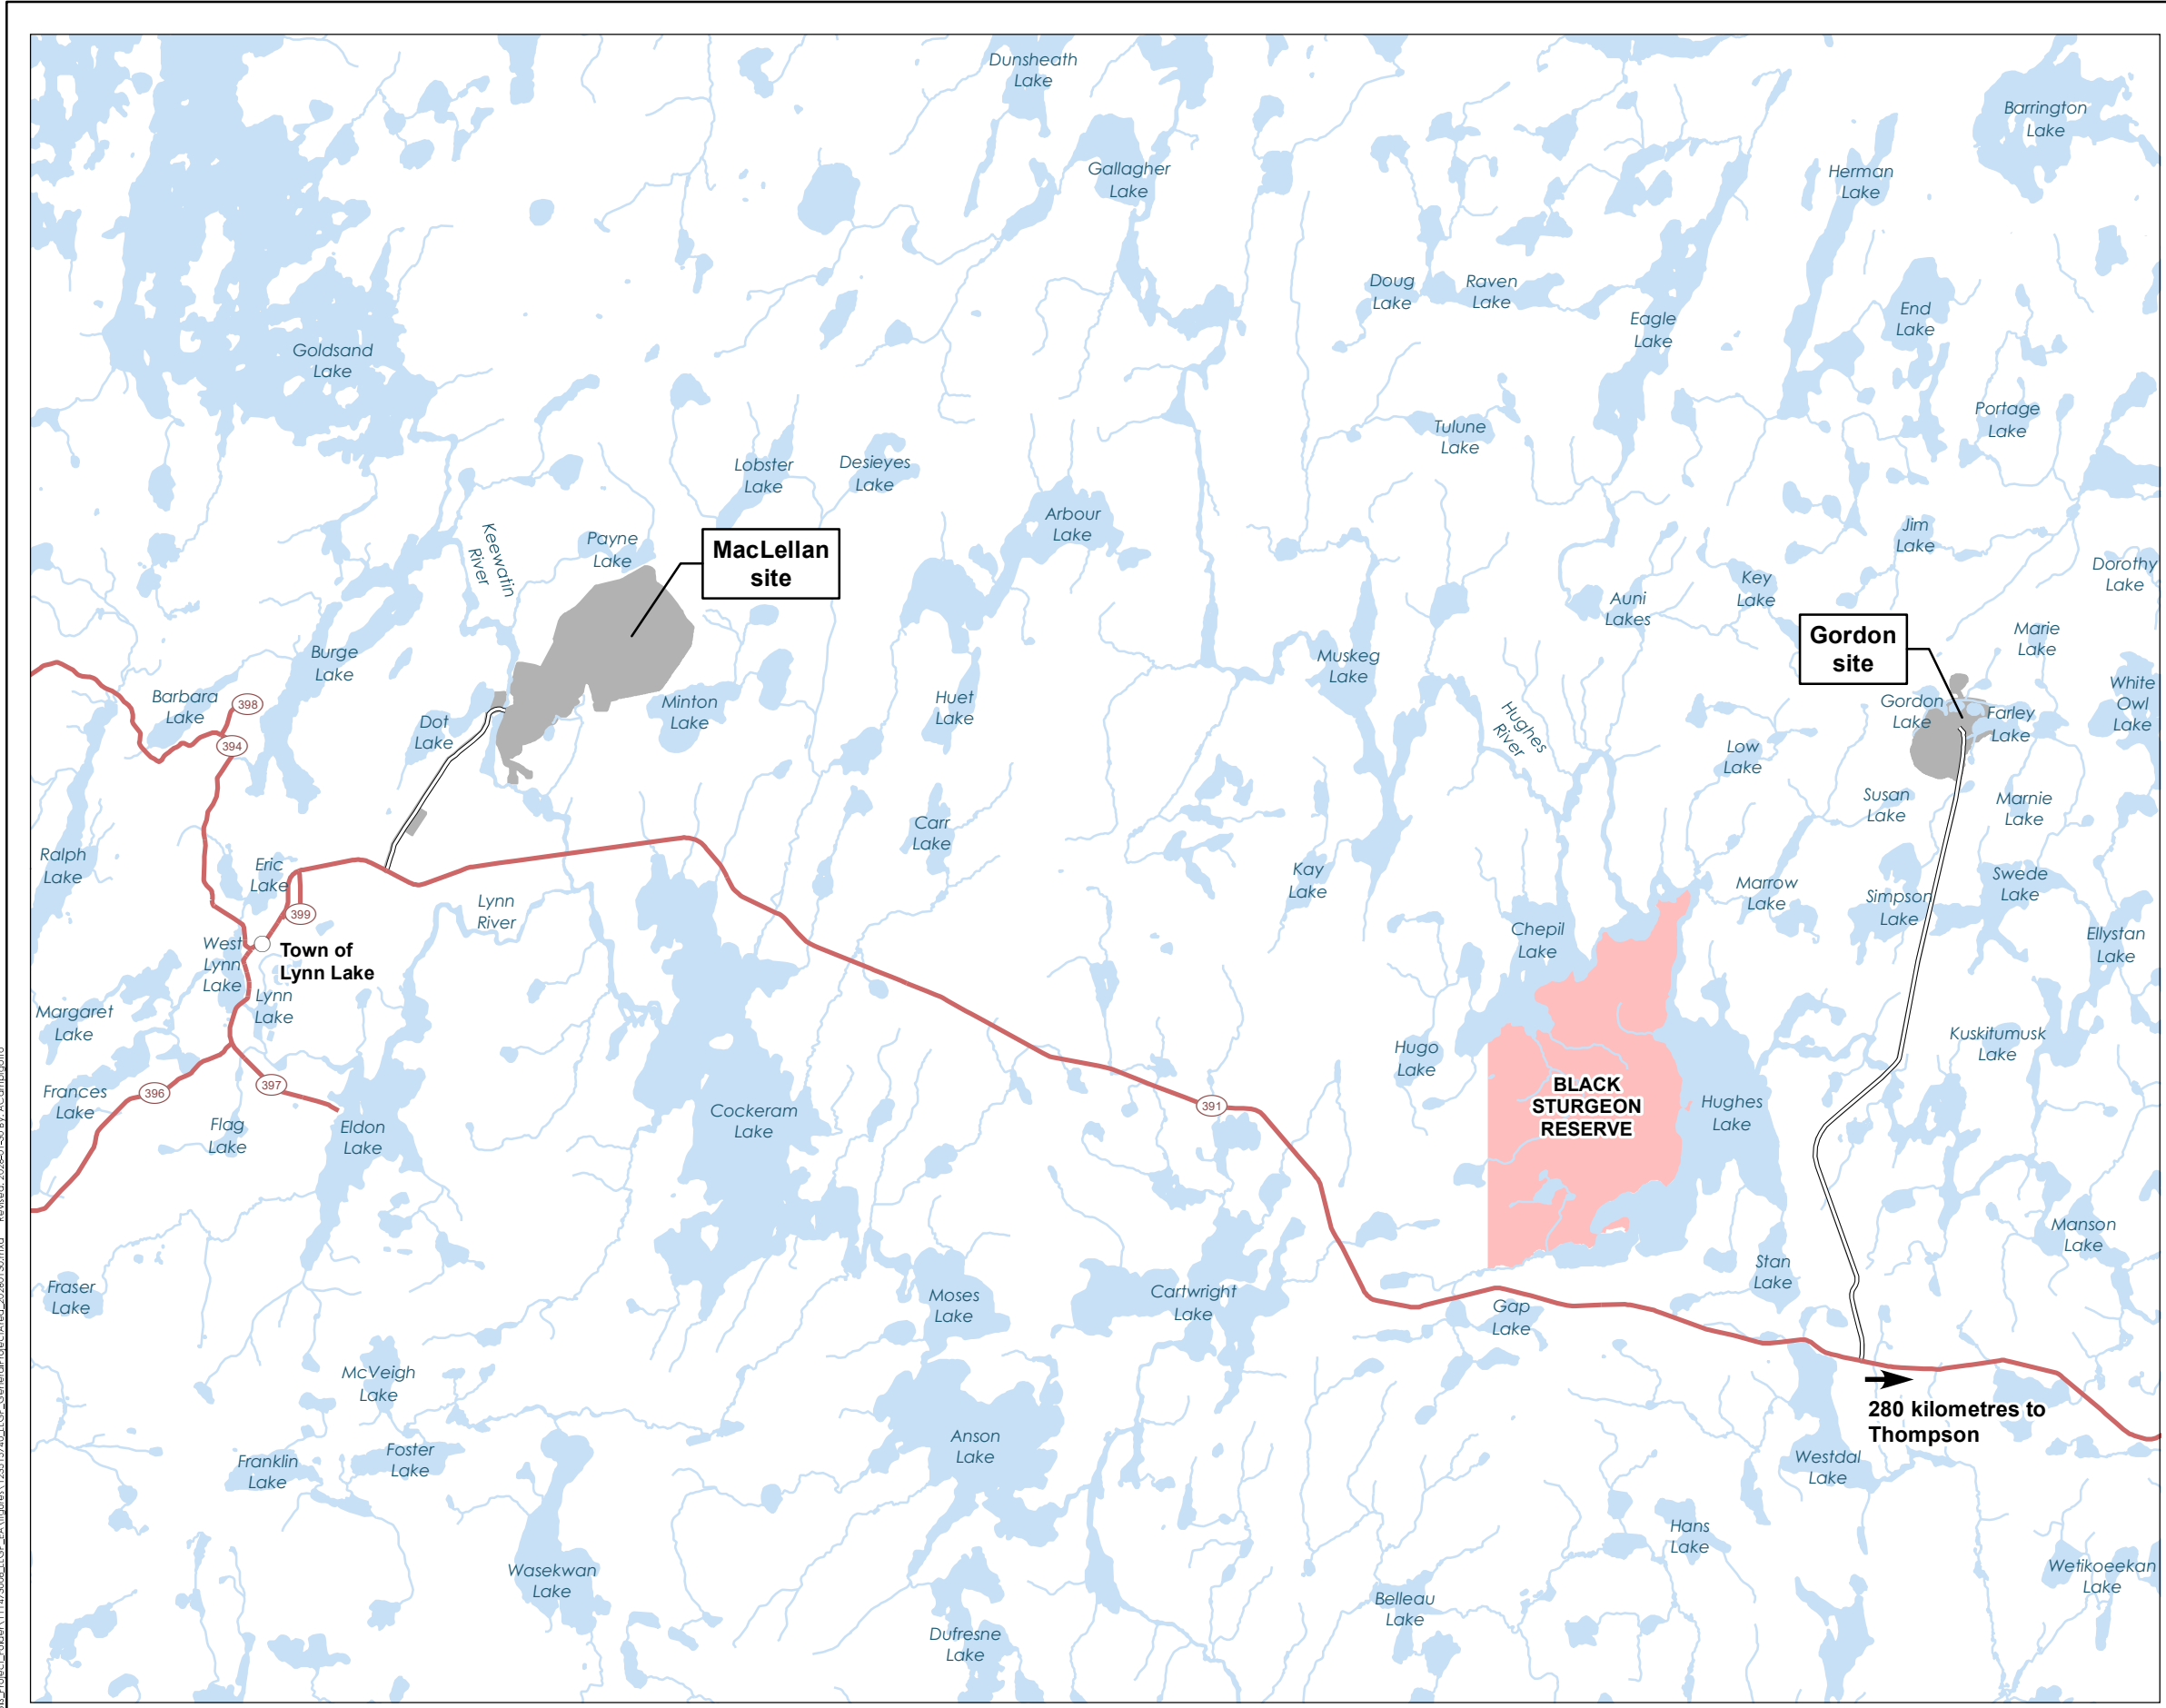 Dunsheath
Lake
Barrington
Lake
Gallagher
Lake
Herman
Lake
Doug
Lake
Raven
Lake
Eagle
Lake
End
Lake
Goldsand
Lake
Portage
Lake
Tulune
Lake
Lobster
Lake
Desieyes
Lake
Arbour
Lake
Jim
Lake
Keewatin
River
Payne
Lake
MacLellan
site
Dorothy
Lake
Key
Lake
Auni
Lakes
Gordon
site
Marie
Lake
Burge
Lake
Muskeg
Lake
Barbara
Lake
398
394
Dot
Lake
Minton
Lake
Huet
Lake
Hughes
River
Gordon
Lake
Farley
Lake
White
Owl
Lake
Low
Lake
Susan
Lake
Marnie
Lake
Carr
Lake
Ralph
Lake
Eric
Lake
Kay
Lake
Marrow
Lake
Simpson
Lake
Swede
Lake
399
Lynn
River
Chepil
Lake
Ellystan
Lake
West
Lynn
Lake
Town of
Lynn Lake
Lynn
Lake
Margaret
Lake
Hugo
Lake
Kuskitumusk
Lake
Frances
Lake
396
397
391
BLACK
STURGEON
RESERVE
Hughes
Lake
Cockeram
Lake
Flag
Lake
Eldon
Lake
Manson
Lake
Stan
Lake
Fraser
Lake
Moses
Lake
Cartwright
Lake
Gap
Lake
McVeigh
Lake
280 kilometres to
Thompson
Anson
Lake
Foster
Lake
Franklin
Lake
Westdal
Lake
Hans
Lake
Wasekwan
Lake
Wetikoeekan
Lake
Belleau
Lake
Dufresne
Lake